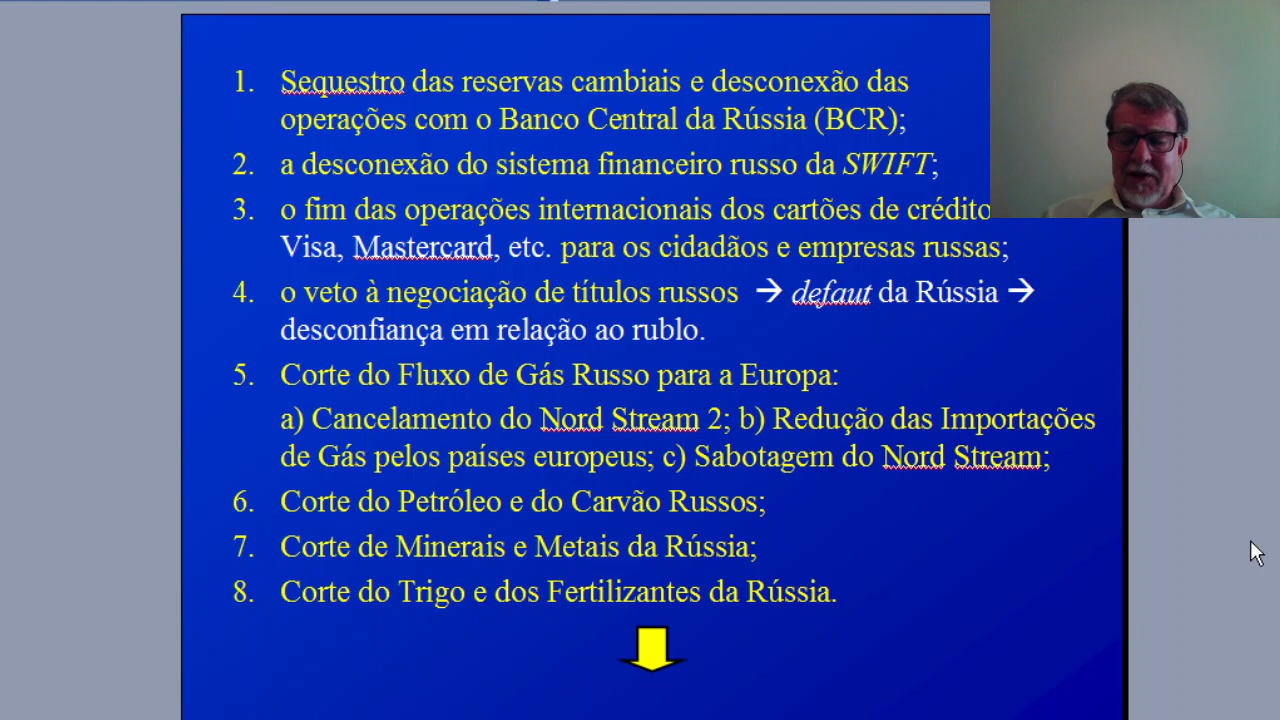 1. Sequestro das reservas cambiais e desconexão das
operações com o Banco Central da Rússia (BCR);
2. a desconexão do sistema financeiro russo da SWIFT;
3. o fim das operações internacionais dos cartões de crédito
Visa, Mastercard, etc. para os cidadãos e empresas russas;
4. o veto à negociação de títulos russos → defaut da Rússia →
desconfiança em relação ao rublo.
5. Corte do Fluxo de Gás Russo para a Europa:
a) Cancelamento do Nord Stream 2; b) Redução das Importações
de Gás pelos países europeus; c) Sabotagem do Nord Stream;
6. Corte do Petróleo e do Carvão Russos;
7. Corte de Minerais e Metais da Rússia;
8. Corte do Trigo e dos Fertilizantes da Rússia.